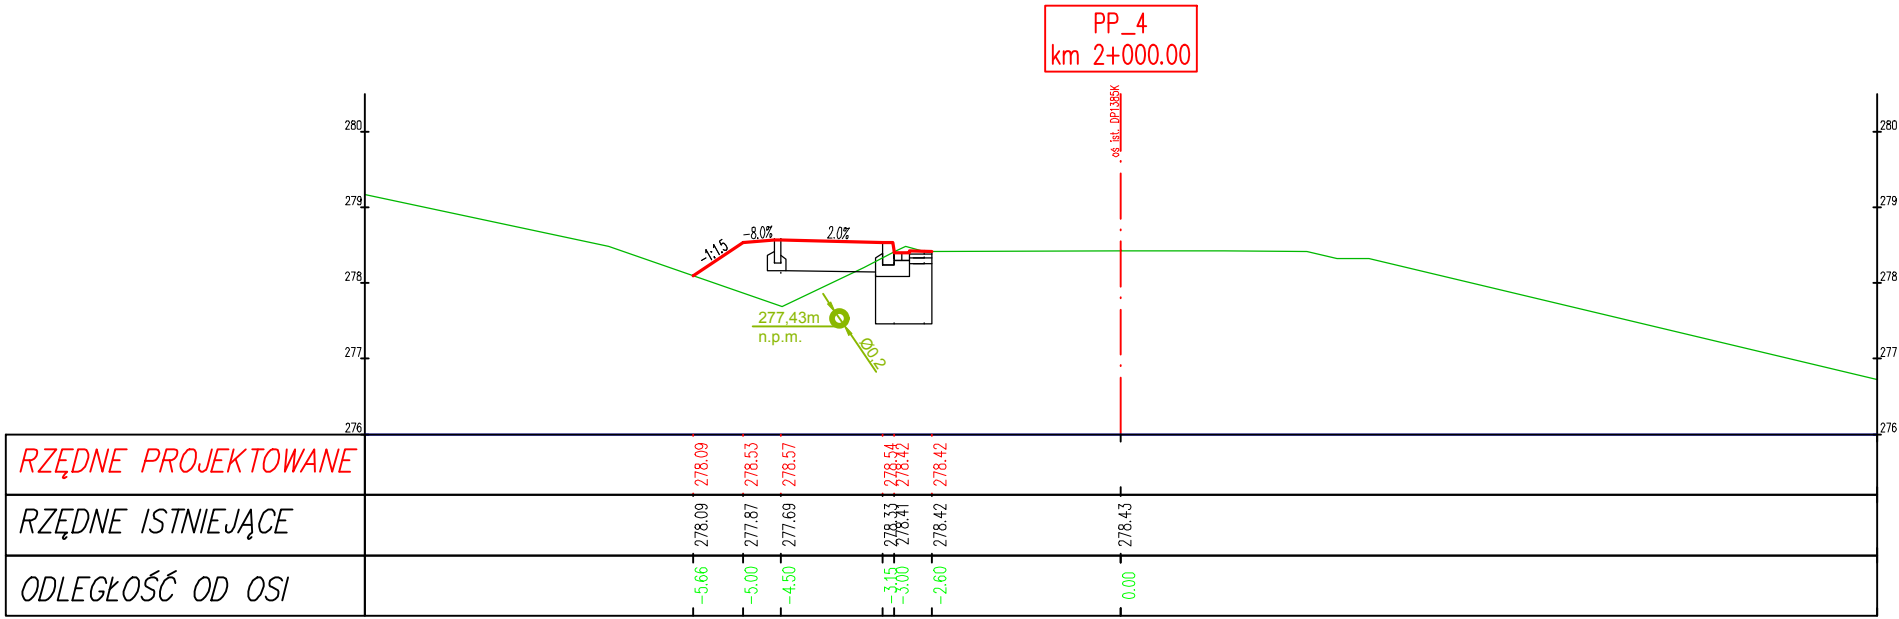 PP_4
km 2+000.00
oś ist. DP1385K
280
280
279
279
278
278
277
277
276
276
-1:1.5
-8.0%
2.0%
277,43m
n.p.m.
Ø0,2
RZĘDNE PROJEKTOWANE 278.09 278.53 278.57 278.54 278.42 278.42
RZĘDNE ISTNIEJĄCE 278.09 277.87 277.69 278.33 278.41 278.42 278.43
ODLEGŁOŚĆ OD OSI -5.66 -5.00 -4.50 -3.15 -3.00 -2.60 0.00